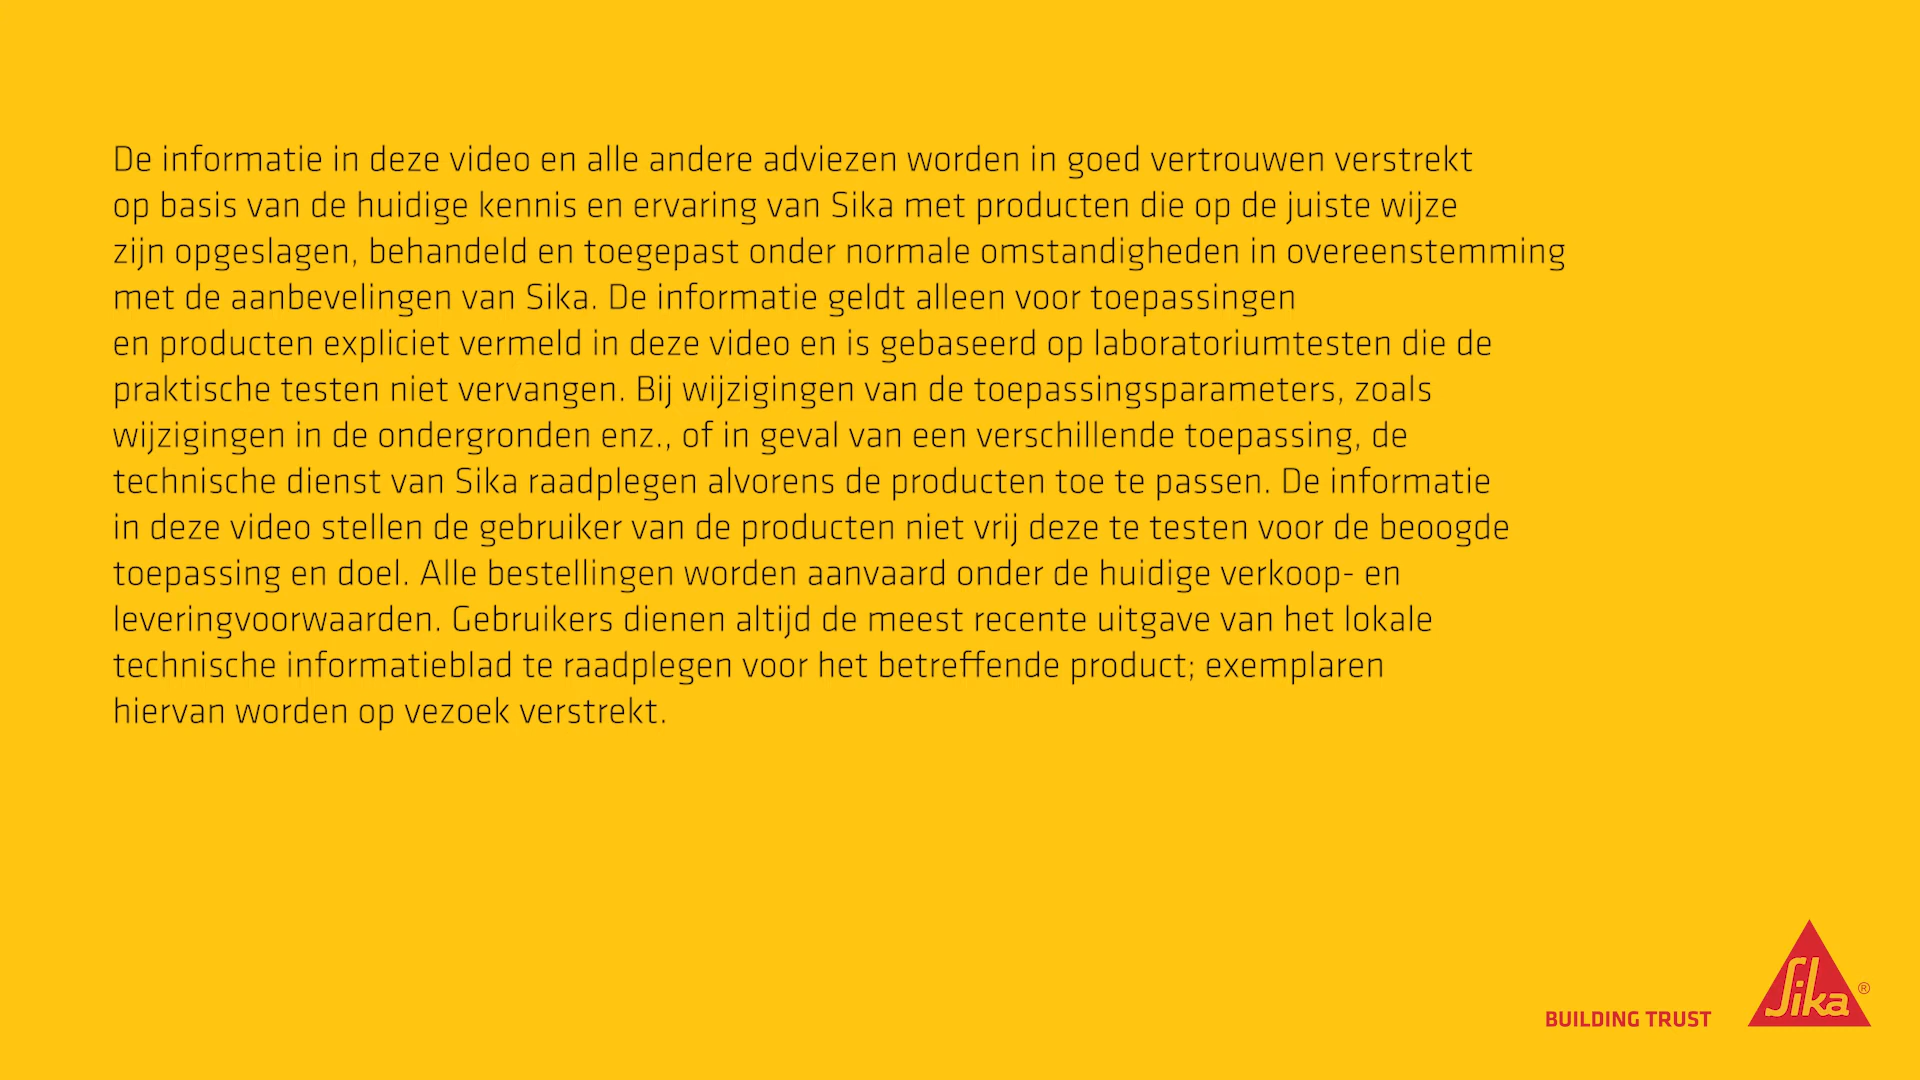 De informatie in deze video en alle andere adviezen worden in goed vertrouwen verstrekt
op basis van de huidige kennis en ervaring van Sika met producten die op de juiste wijze
zijn opgeslagen, behandeld en toegepast onder normale omstandigheden in overeenstemming
met de aanbevelingen van Sika. De informatie geldt alleen voor toepassingen
en producten expliciet vermeld in deze video en is gebaseerd op laboratoriumtesten die de
praktische testen niet vervangen. Bij wijzigingen van de toepassingsparameters, zoals
wijzigingen in de ondergronden enz., of in geval van een verschillende toepassing, de
technische dienst van Sika raadplegen alvorens de producten toe te passen. De informatie
in deze video stellen de gebruiker van de producten niet vrij deze te testen voor de beoogde
toepassing en doel. Alle bestellingen worden aanvaard onder de huidige verkoop- en
leveringvoorwaarden. Gebruikers dienen altijd de meest recente uitgave van het lokale
technische informatieblad te raadplegen voor het betreffende product; exemplaren
hiervan worden op vezoek verstrekt.
BUILDING TRUST
Sika®